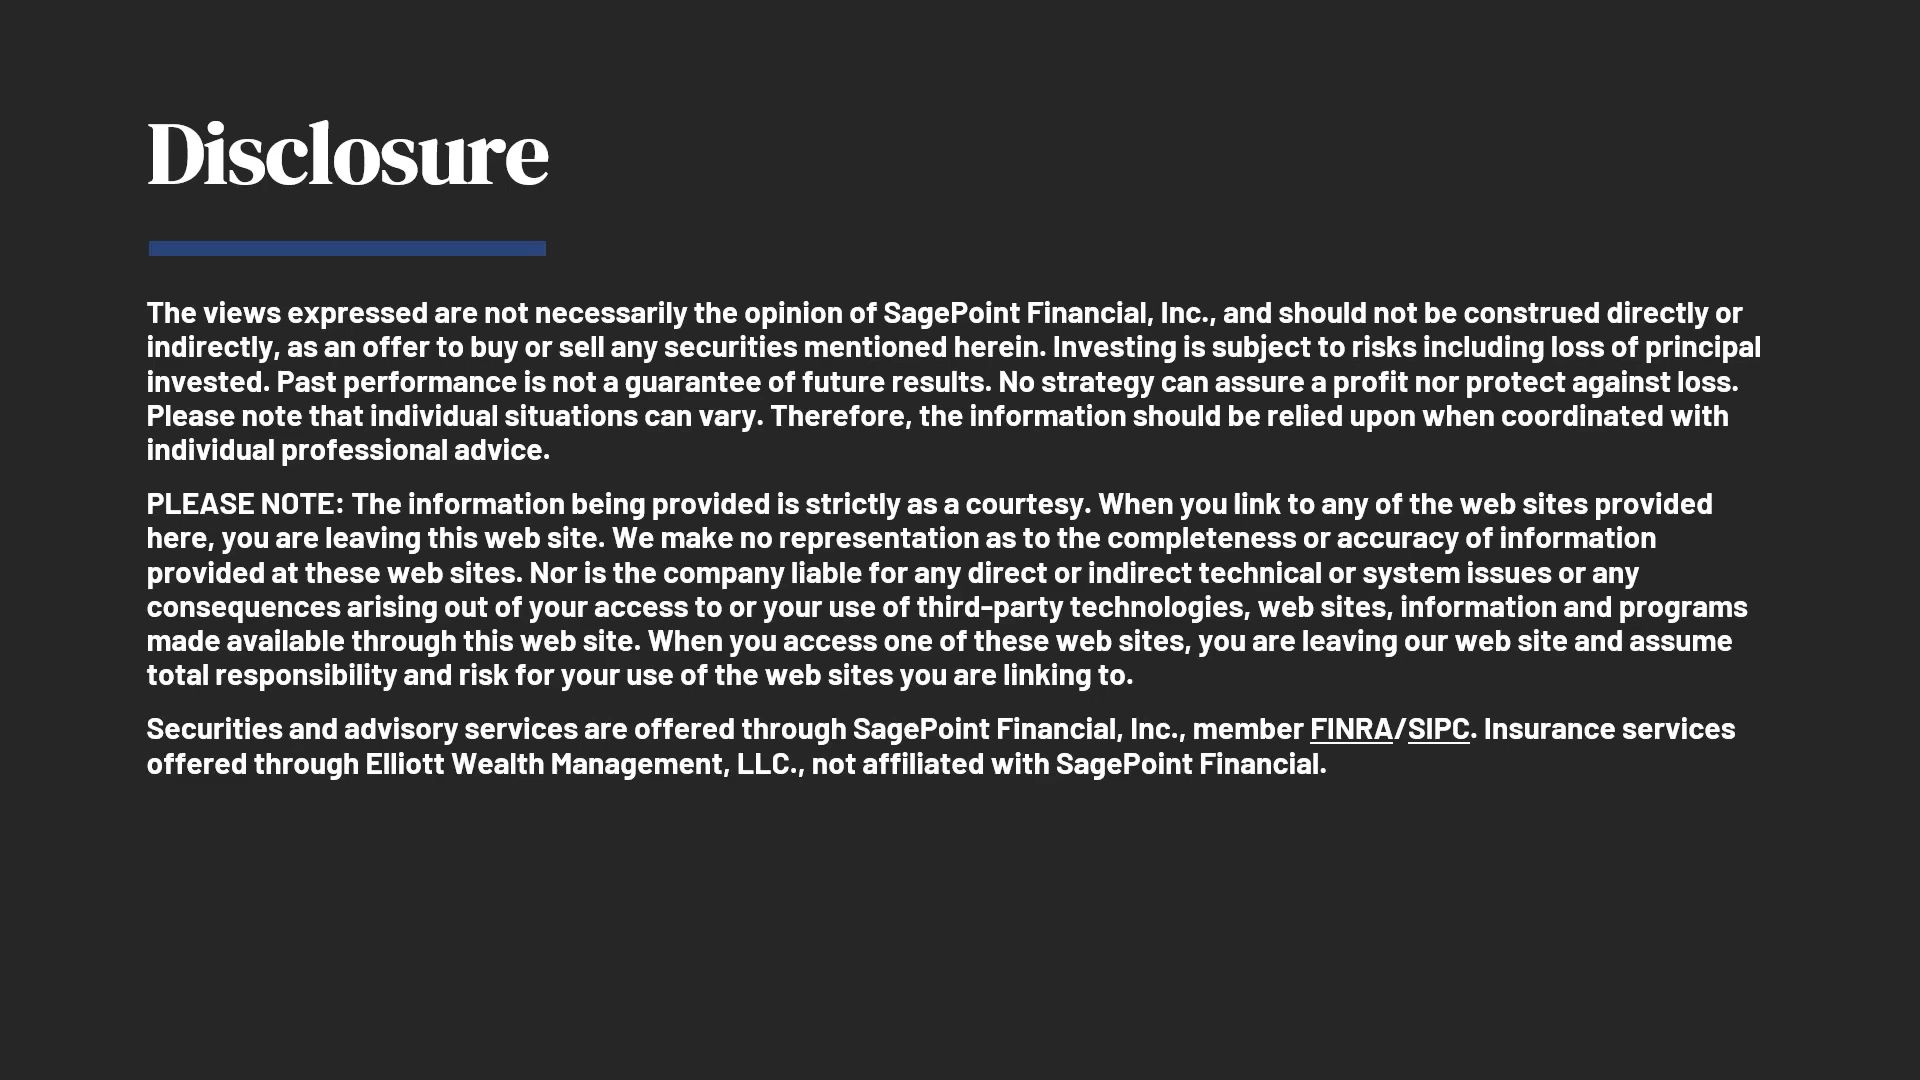 Disclosure
The views expressed are not necessarily the opinion of SagePoint Financial, Inc., and should not be construed directly or
indirectly, as an offer to buy or sell any securities mentioned herein. Investing is subject to risks including loss of principal
invested. Past performance is not a guarantee of future results. No strategy can assure a profit nor protect against loss.
Please note that individual situations can vary. Therefore, the information should be relied upon when coordinated with
individual professional advice.
PLEASE NOTE: The information being provided is strictly as a courtesy. When you link to any of the web sites provided
here, you are leaving this web site. We make no representation as to the completeness or accuracy of information
provided at these web sites. Nor is the company liable for any direct or indirect technical or system issues or any
consequences arising out of your access to or your use of third-party technologies, web sites, information and programs
made available through this web site. When you access one of these web sites, you are leaving our web site and assume
total responsibility and risk for your use of the web sites you are linking to.
Securities and advisory services are offered through SagePoint Financial, Inc., member FINRA/SIPC. Insurance services
offered through Elliott Wealth Management, LLC., not affiliated with SagePoint Financial.